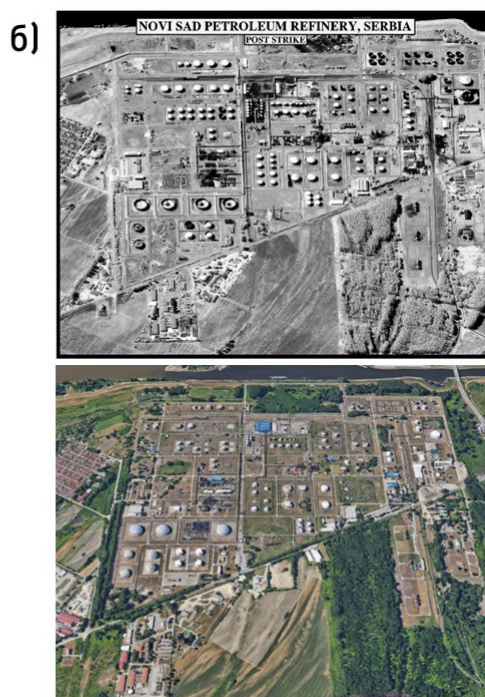 б)
NOVI SAD PETROLEUM REFINERY, SERBIA
POST STRIKE